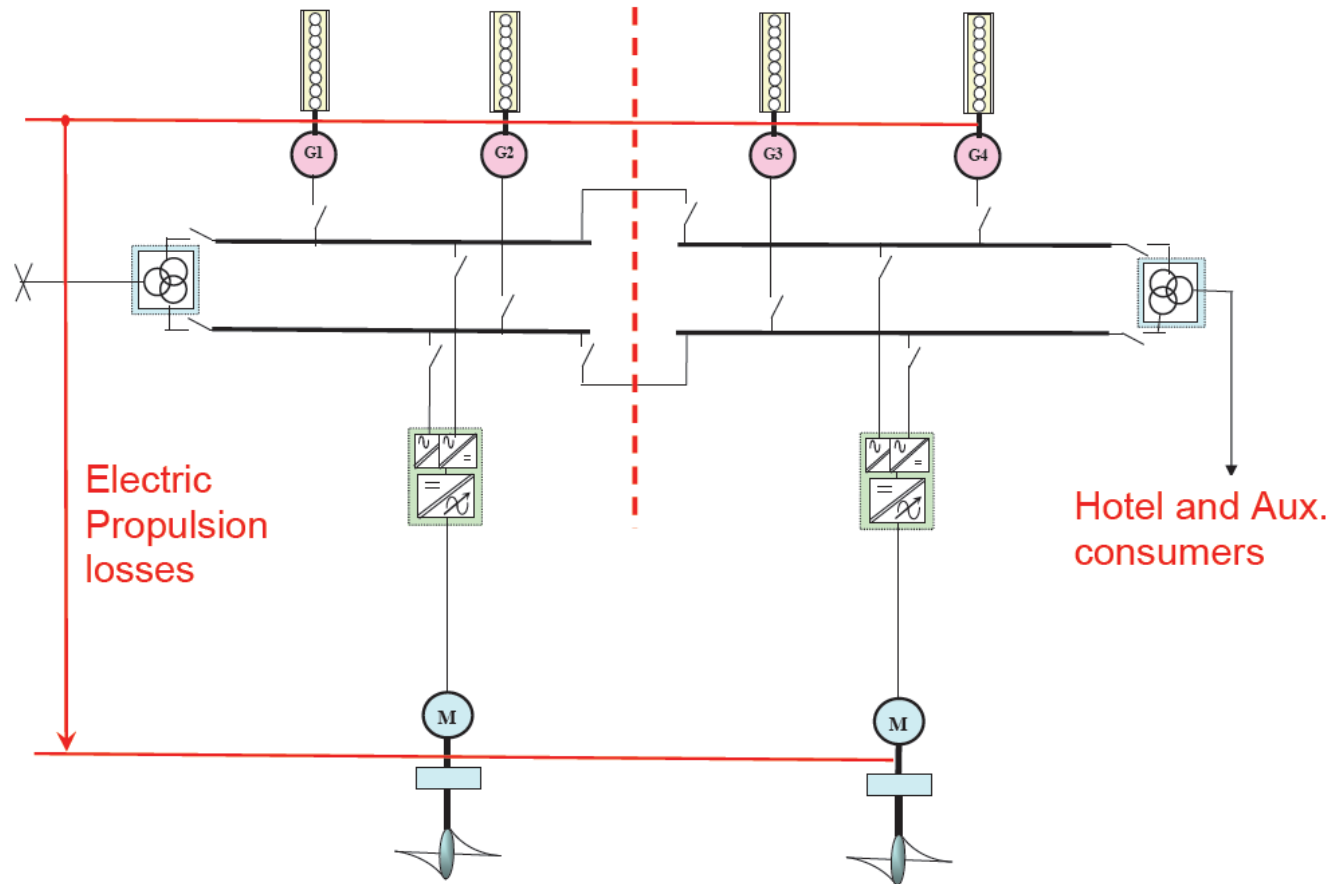 G1
G2
G3
G4
Electric
Propulsion
losses
Hotel and Aux.
consumers
M
M